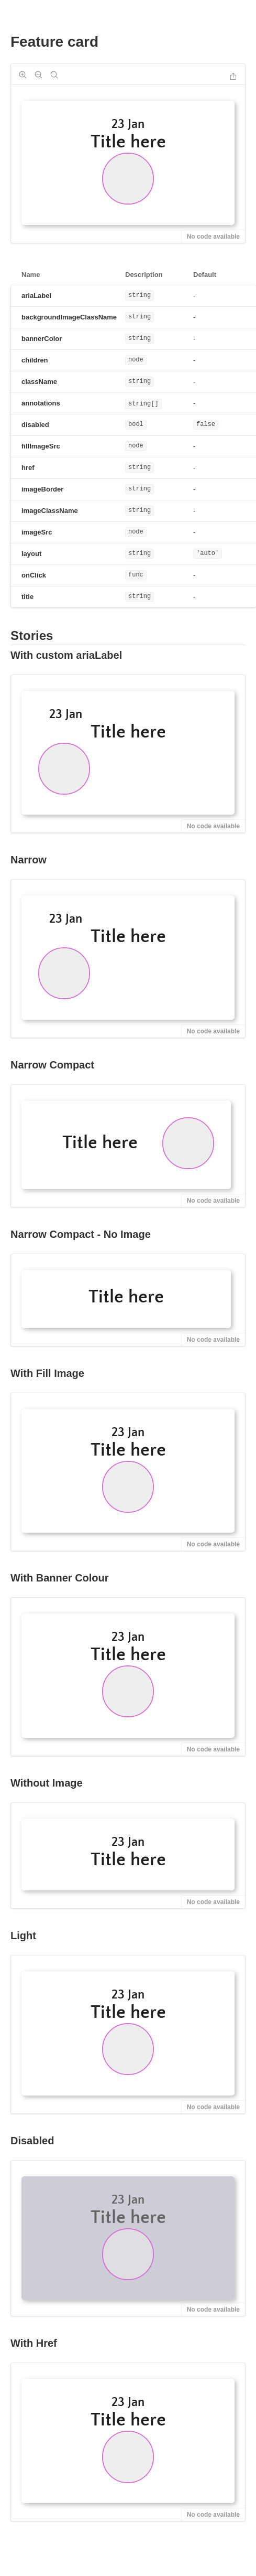 Feature card
23 Jan
Title here
No code available
Name Description Default
ariaLabel string -
backgroundImageClassName string -
bannerColor string -
children node -
className string -
annotations string[] -
disabled bool false
fillImageSrc node -
href string -
imageBorder string -
imageClassName string -
imageSrc node -
layout string 'auto'
onClick func -
title string -
Stories
With custom ariaLabel
23 Jan
Title here
No code available
Narrow
23 Jan
Title here
No code available
Narrow Compact
Title here
No code available
Narrow Compact - No Image
Title here
No code available
With Fill Image
23 Jan
Title here
No code available
With Banner Colour
23 Jan
Title here
No code available
Without Image
23 Jan
Title here
No code available
Light
23 Jan
Title here
No code available
Disabled
23 Jan
Title here
No code available
With Href
23 Jan
Title here
No code available